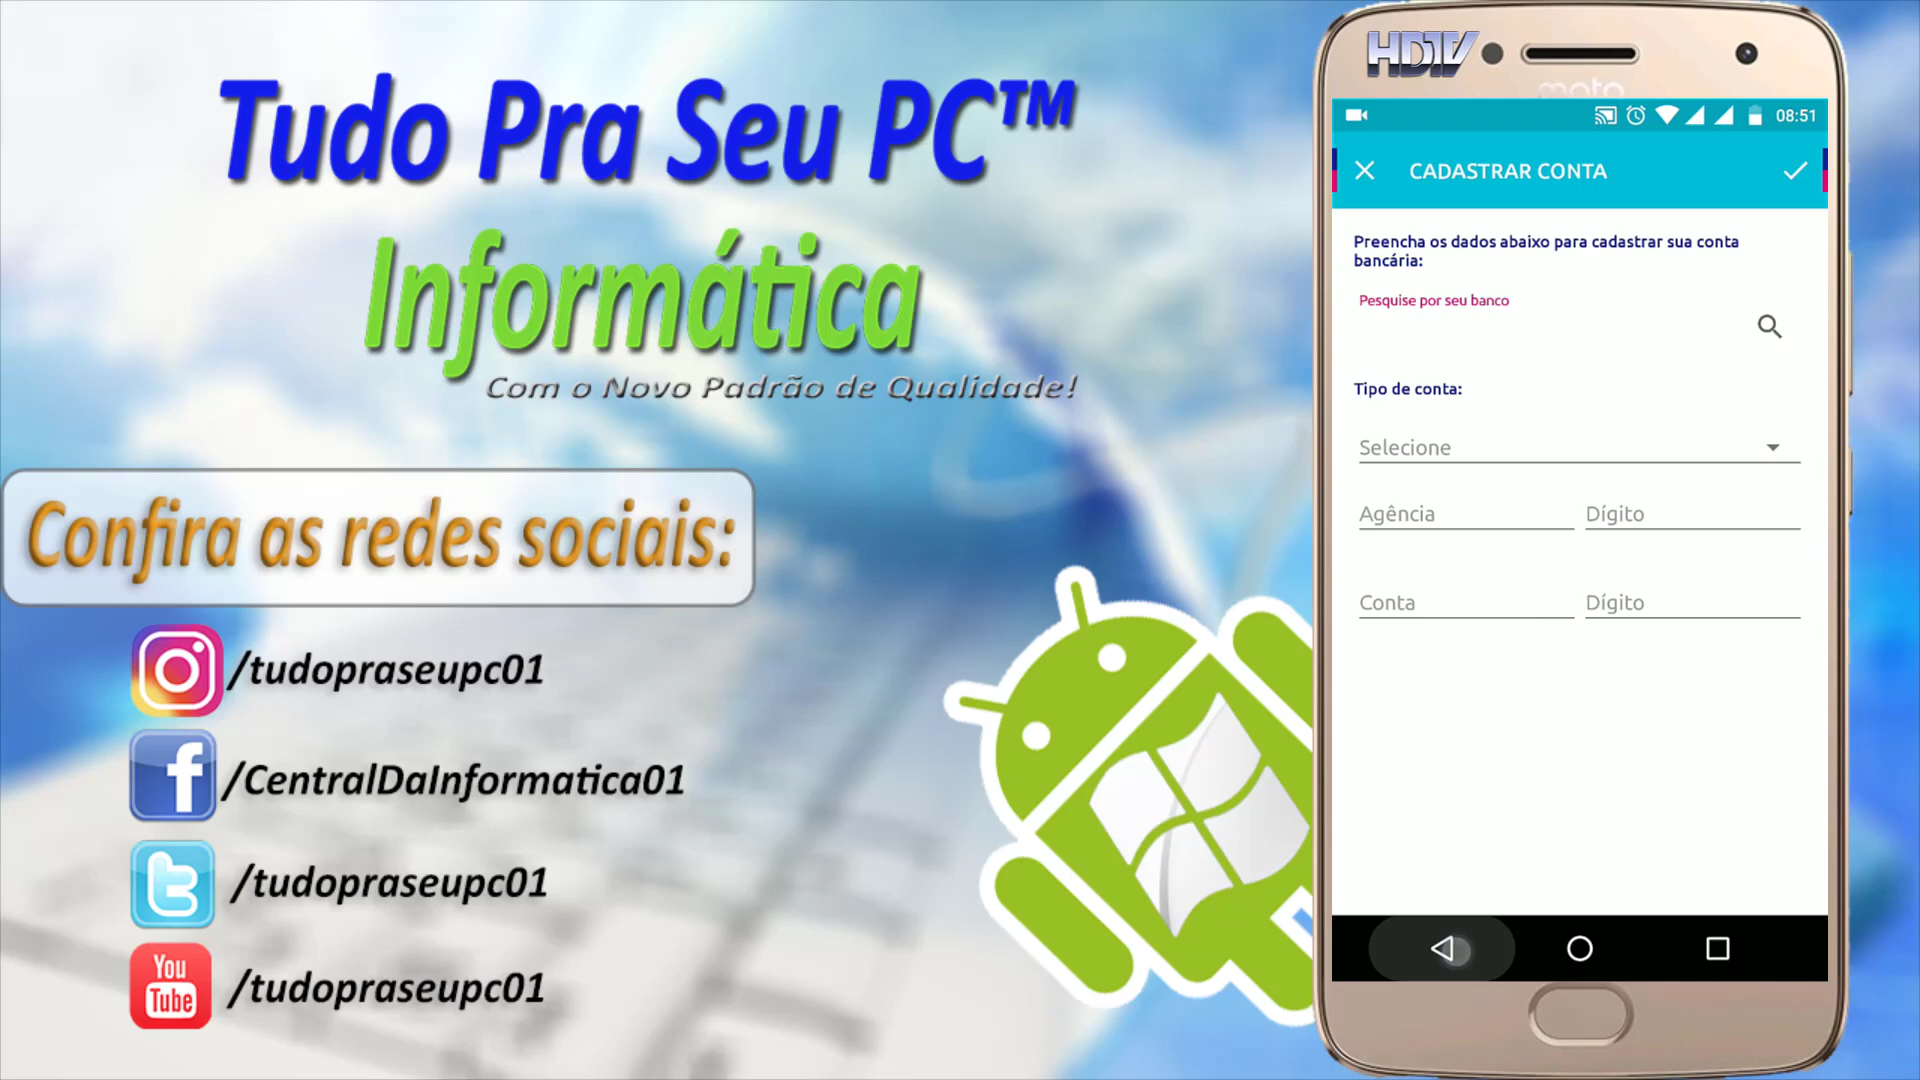 Tudo Pra Seu PC™
Informática
Com o Novo Padrão de Qualidade!
Confira as redes sociais:
/tudopraseupc01
/CentralDaInformatica01
/tudopraseupc01
You
Tube
/tudopraseupc01
HDTV
moto
08:51
CADASTRAR CONTA
Preencha os dados abaixo para cadastrar sua conta
bancária:
Pesquise por seu banco
Tipo de conta:
Selecione
Agência Dígito
Conta Dígito